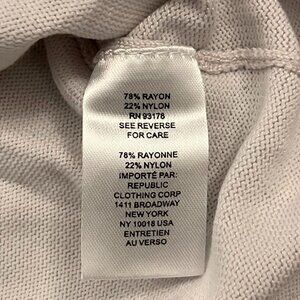 78% RAYON
22% NYLON
RN 93178
SEE REVERSE
FOR CARE
78% RAYONNE
22% NYLON
IMPORTÉ PAR:
REPUBLIC
CLOTHING CORP
1411 BROADWAY
NEW YORK
NY 10018 USA
ENTRETIEN
AU VERSO